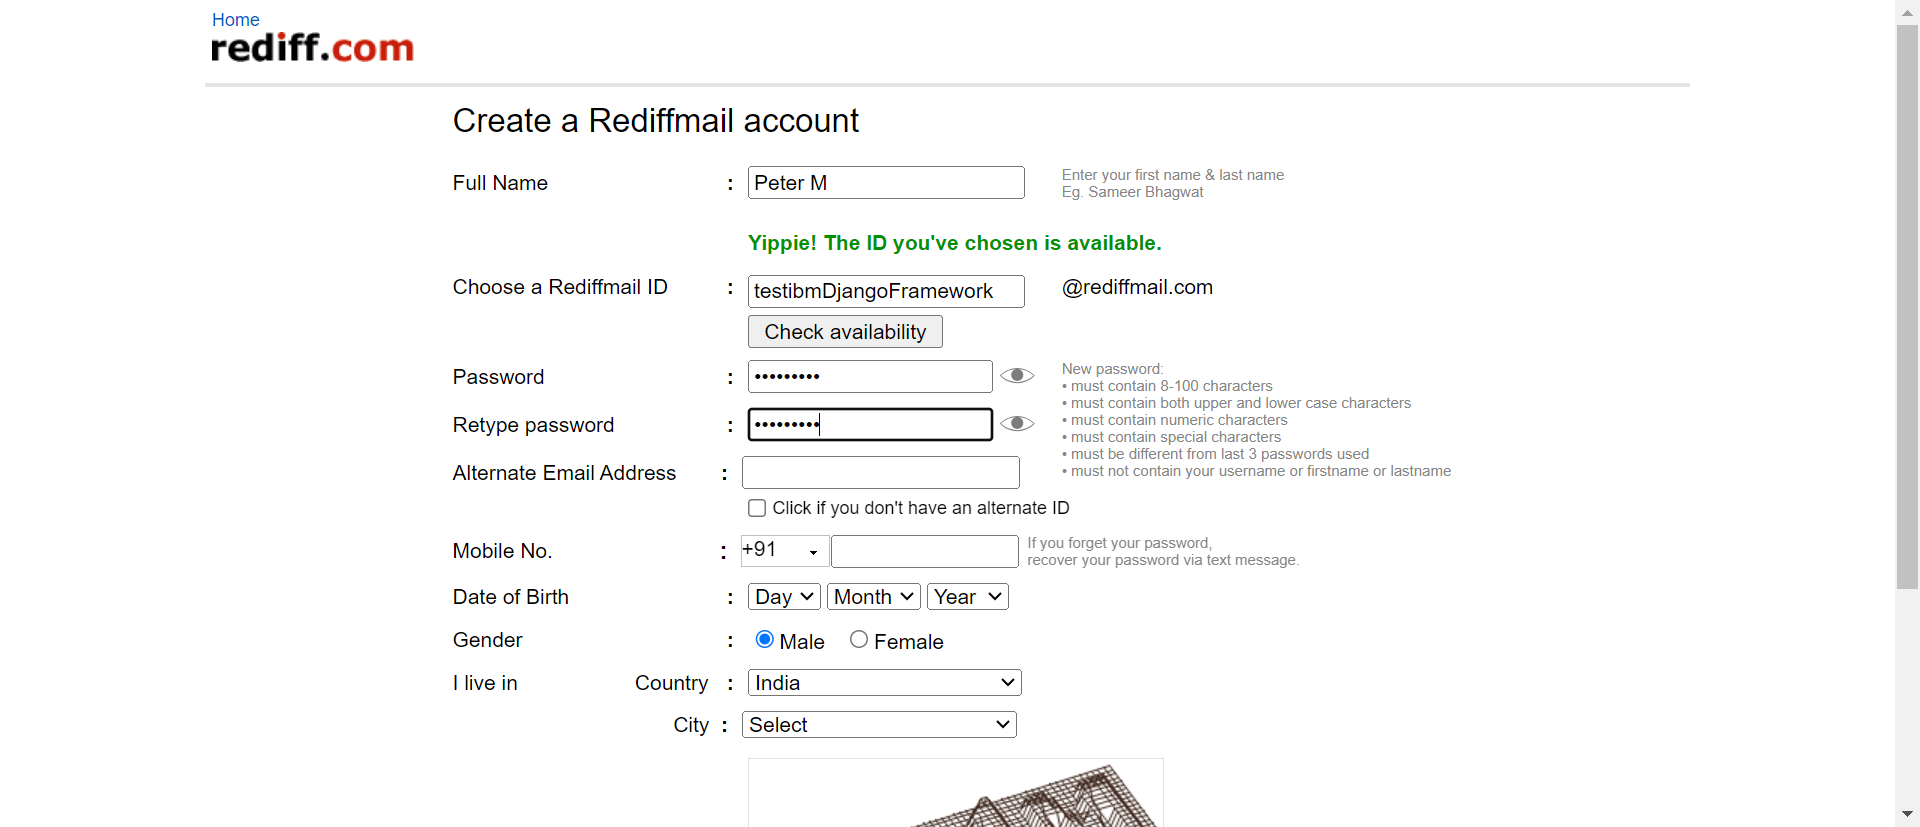 Home
rediff.com
Create a Rediffmail account
Full Name : Peter M
Enter your first name & last name
Eg. Sameer Bhagwat
Yippie! The ID you've chosen is available.
Choose a Rediffmail ID : testibmDjangoFramework @rediffmail.com
Check availability
Password : •••••••••
Retype password : •••••••••
New password:
• must contain 8-100 characters
• must contain both upper and lower case characters
• must contain numeric characters
• must contain special characters
• must be different from last 3 passwords used
• must not contain your username or firstname or lastname
Alternate Email Address :
Click if you don't have an alternate ID
Mobile No. : +91
If you forget your password,
recover your password via text message.
Date of Birth : Day Month Year
Gender : Male Female
I live in Country : India
City : Select